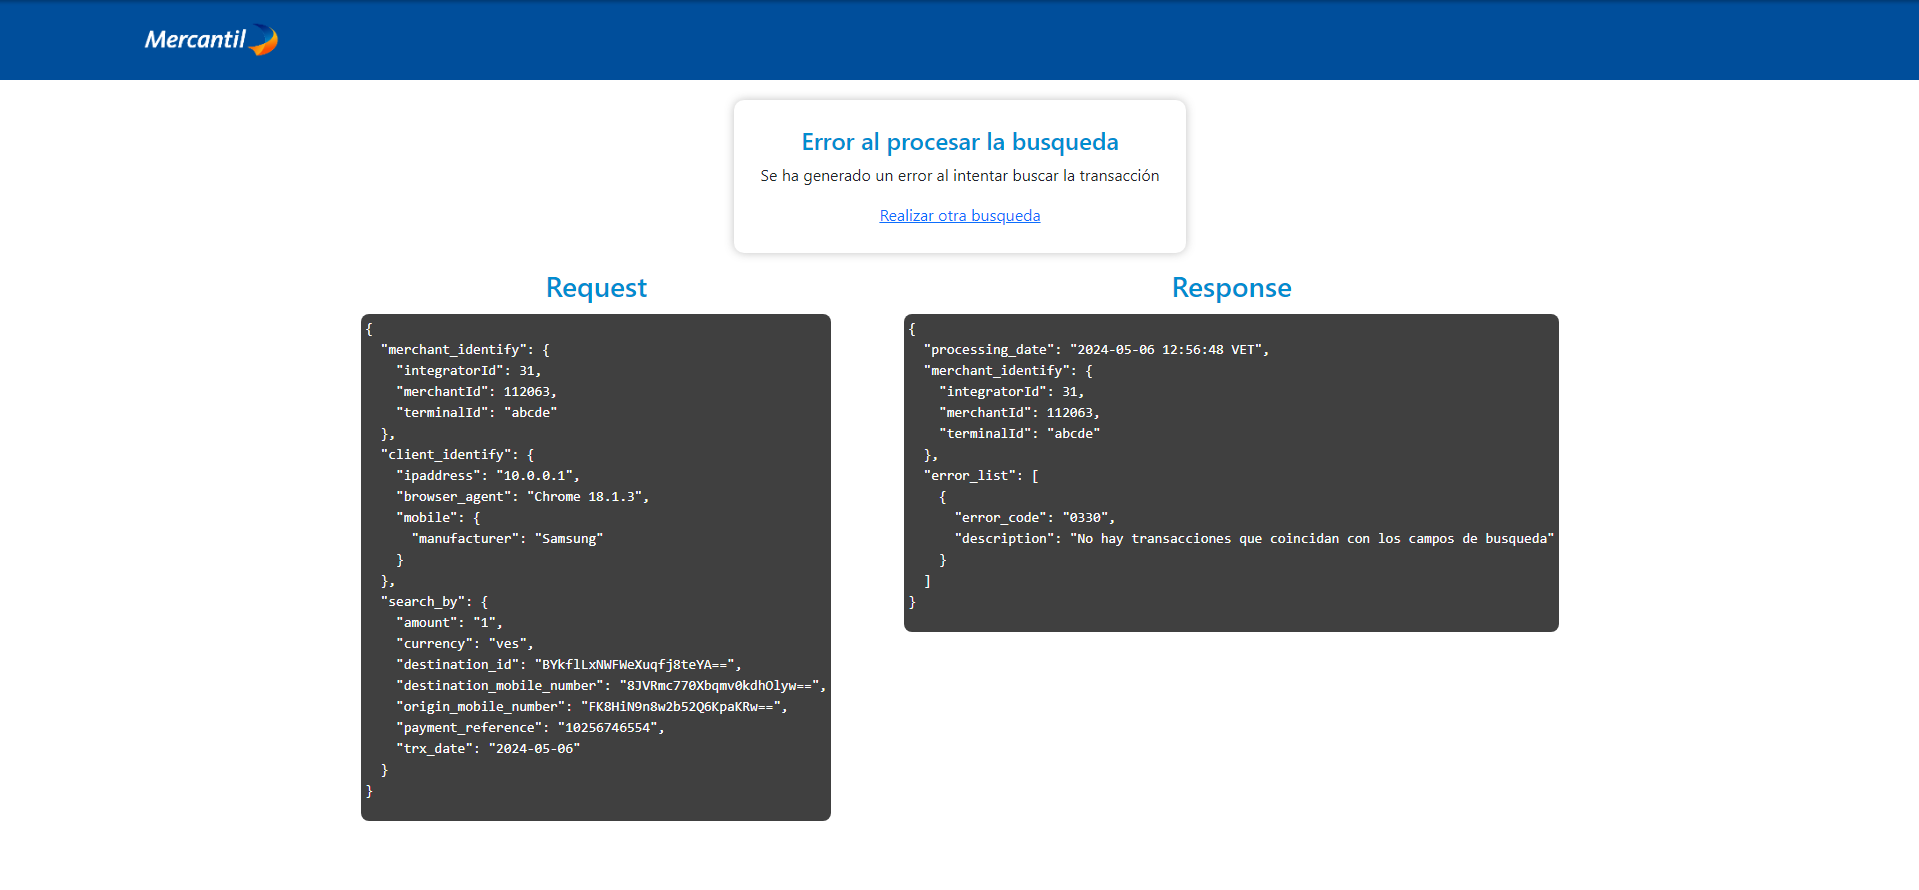 Mercantil
Error al procesar la busqueda
Se ha generado un error al intentar buscar la transacción
Realizar otra busqueda
Request
{
"merchant_identify": {
"integratorId": 31,
"merchantId": 112063,
"terminalId": "abcde"
},
"client_identify": {
"ipaddress": "10.0.0.1",
"browser_agent": "Chrome 18.1.3",
"mobile": {
"manufacturer": "Samsung"
}
},
"search_by": {
"amount": "1",
"currency": "ves",
"destination_id": "BYkflLxNWFWeXuqfj8teYA==",
"destination_mobile_number": "8JVRmc770Xbqmv0kdhOlyw==",
"origin_mobile_number": "FK8HiN9n8w2b52Q6KpaKRw==",
"payment_reference": "10256746554",
"trx_date": "2024-05-06"
}
}
Response
{
"processing_date": "2024-05-06 12:56:48 VET",
"merchant_identify": {
"integratorId": 31,
"merchantId": 112063,
"terminalId": "abcde"
},
"error_list": [
{
"error_code": "0330",
"description": "No hay transacciones que coincidan con los campos de busqueda"
}
]
}